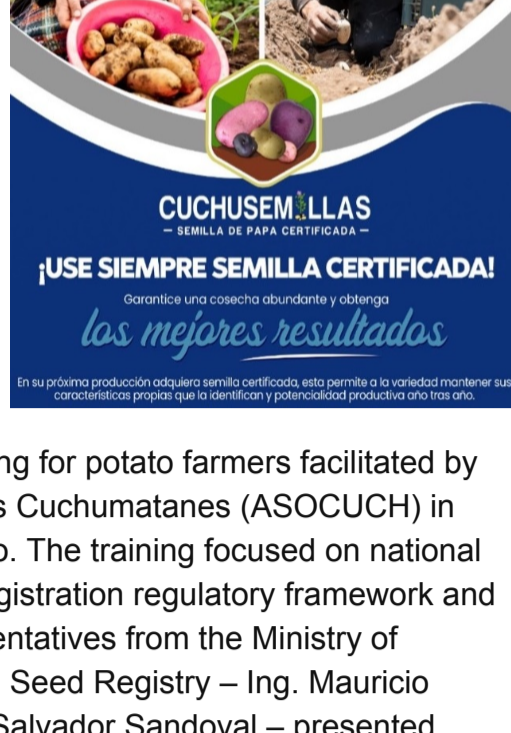 CUCHUSEMILLAS
— SEMILLA DE PAPA CERTIFICADA —
¡USE SIEMPRE SEMILLA CERTIFICADA!
Garantice una cosecha abundante y obtenga
los mejores resultados
En su próxima producción adquiera semilla certificada, esta permite a la variedad mantener sus
características propias que la identifican y potencialidad productiva año tras año.
ng for potato farmers facilitated by
s Cuchumatanes (ASOCUCH) in
o. The training focused on national
gistration regulatory framework and
entatives from the Ministry of
Seed Registry – Ing. Mauricio
Salvador Sandoval – presented